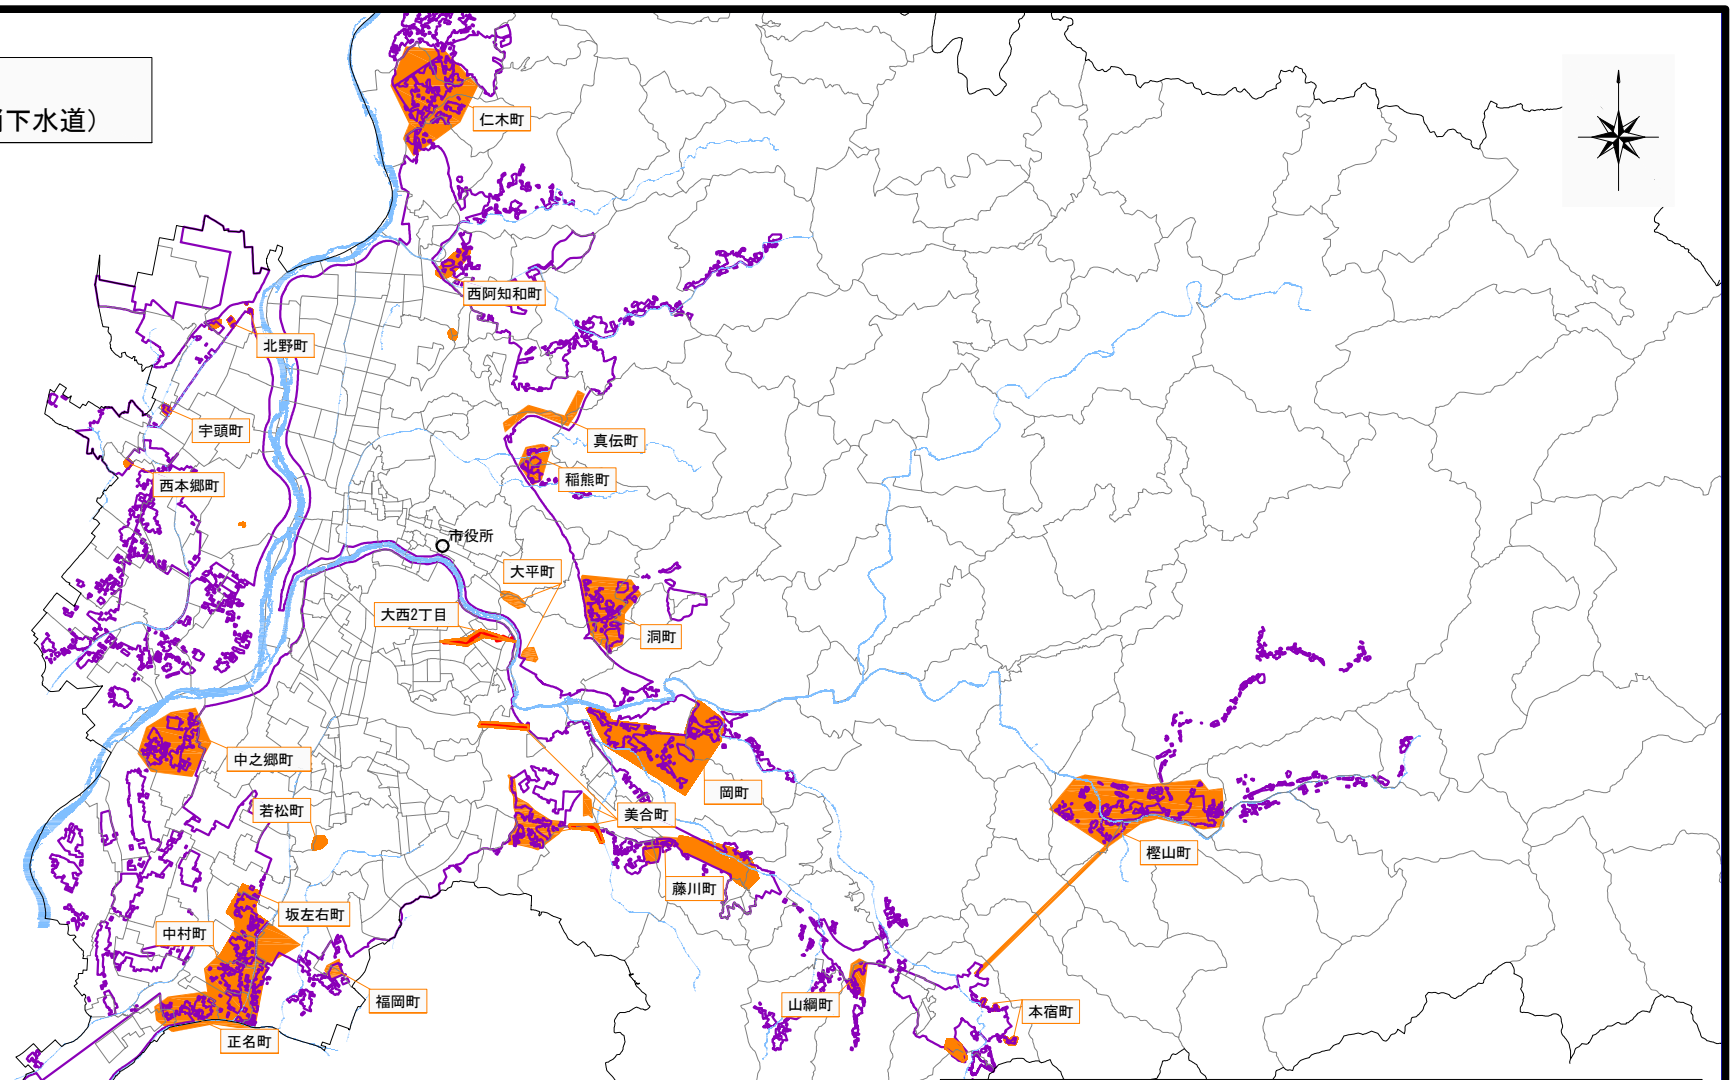 下水道）
仁木町
西阿知和町
北野町
宇頭町
真伝町
稲熊町
西本郷町
市役所
大平町
大西2丁目
洞町
中之郷町
岡町
若松町
美合町
樫山町
藤川町
坂左右町
中村町
福岡町
山綱町
本宿町
正名町